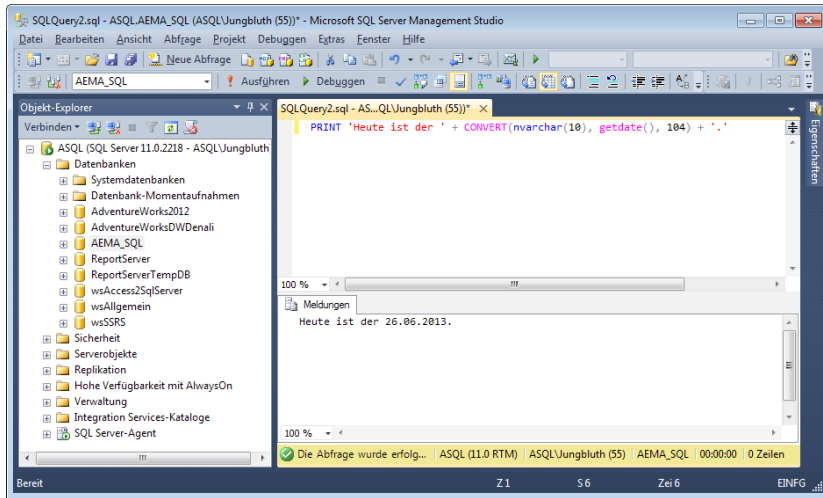 SQLQuery2.sql - ASQL.AEMA_SQL (ASQL\Jungbluth (55))* - Microsoft SQL Server Management Studio
Datei Bearbeiten Ansicht Abfrage Projekt Debuggen Extras Fenster Hilfe
Neue Abfrage
AEMA_SQL Ausführen Debuggen
Objekt-Explorer
Verbinden
ASQL (SQL Server 11.0.2218 - ASQL\Jungbluth
Datenbanken
Systemdatenbanken
Datenbank-Momentaufnahmen
AdventureWorks2012
AdventureWorksDWDenali
AEMA_SQL
ReportServer
ReportServerTempDB
wsAccess2SqlServer
wsAllgemein
wsSSRS
Sicherheit
Serverobjekte
Replikation
Hohe Verfügbarkeit mit AlwaysOn
Verwaltung
Integration Services-Kataloge
SQL Server-Agent
SQLQuery2.sql - AS...QL\Jungbluth (55))*
PRINT 'Heute ist der ' + CONVERT(nvarchar(10), getdate(), 104) + '.'
100 %
Meldungen
Heute ist der 26.06.2013.
100 %
Die Abfrage wurde erfolg... ASQL (11.0 RTM) ASQL\Jungbluth (55) AEMA_SQL 00:00:00 0 Zeilen
Eigenschaften
Bereit Z 1 S 6 Zei 6 EINFG